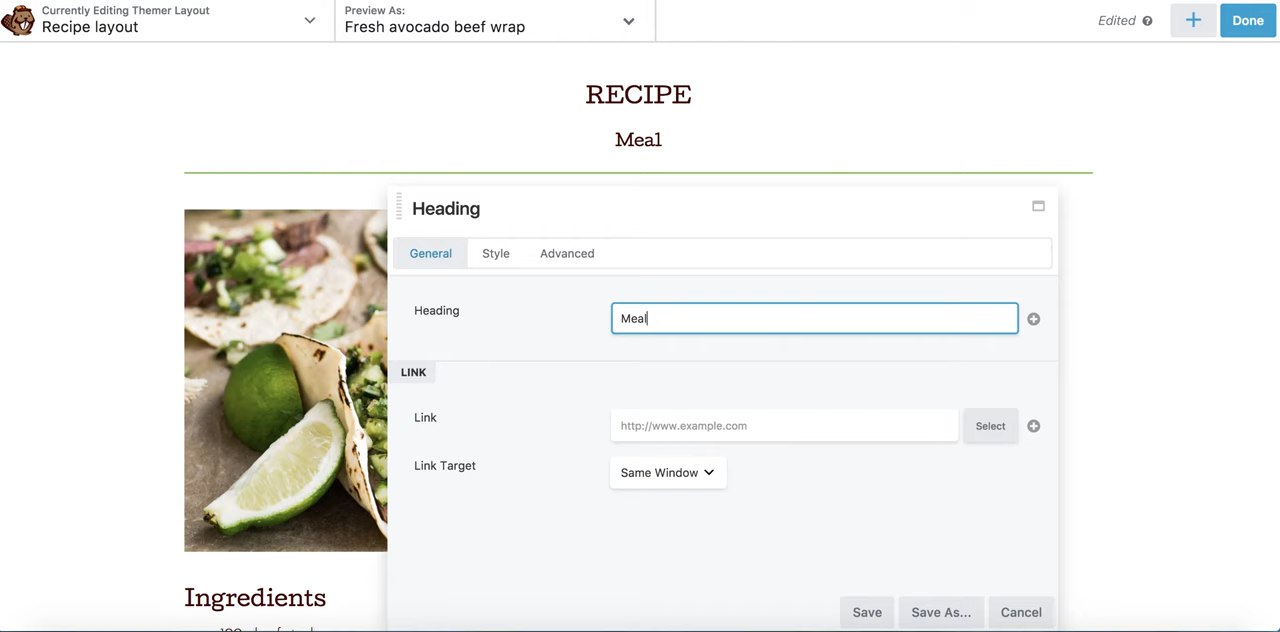 Currently Editing Themer Layout
Recipe layout
Preview As:
Fresh avocado beef wrap
Edited
Done
RECIPE
Meal
Heading
General
Style
Advanced
Heading
Meal
LINK
Link
http://www.example.com
Select
Link Target
Same Window
Ingredients
Save
Save As...
Cancel